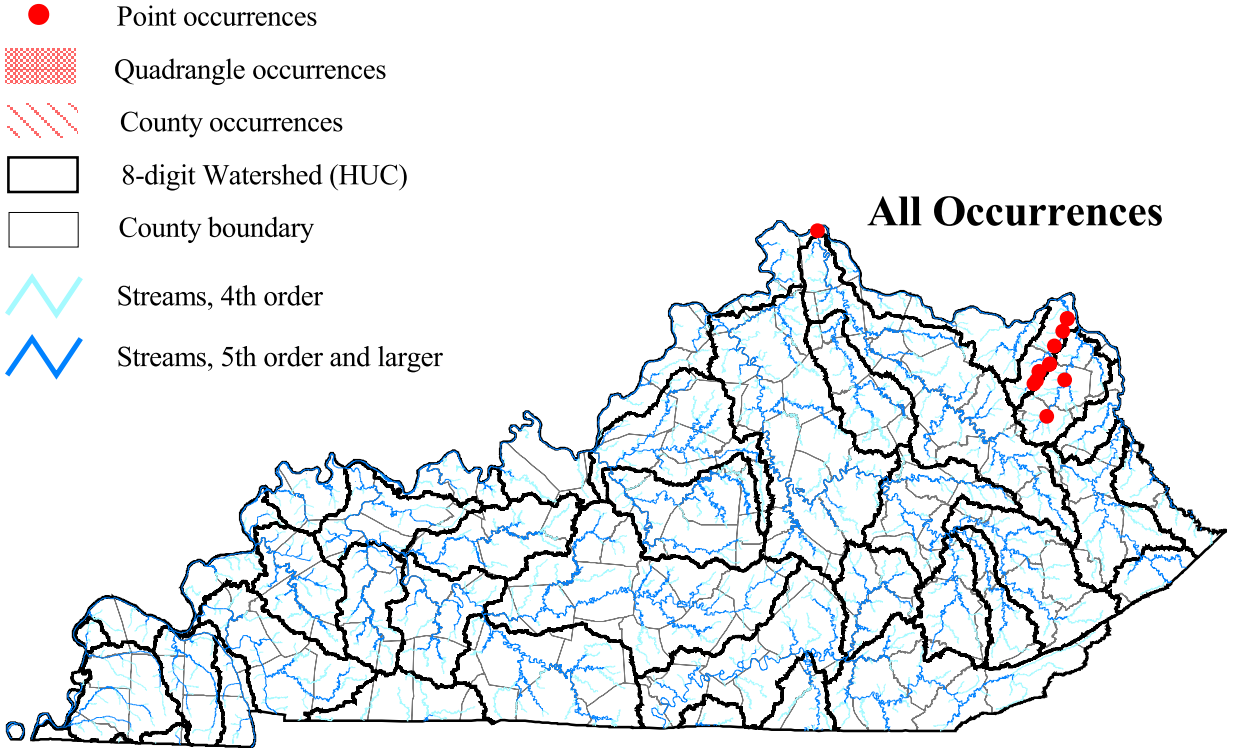 Point occurrences
Quadrangle occurrences
County occurrences
8-digit Watershed (HUC)
County boundary
Streams, 4th order
Streams, 5th order and larger
All Occurrences